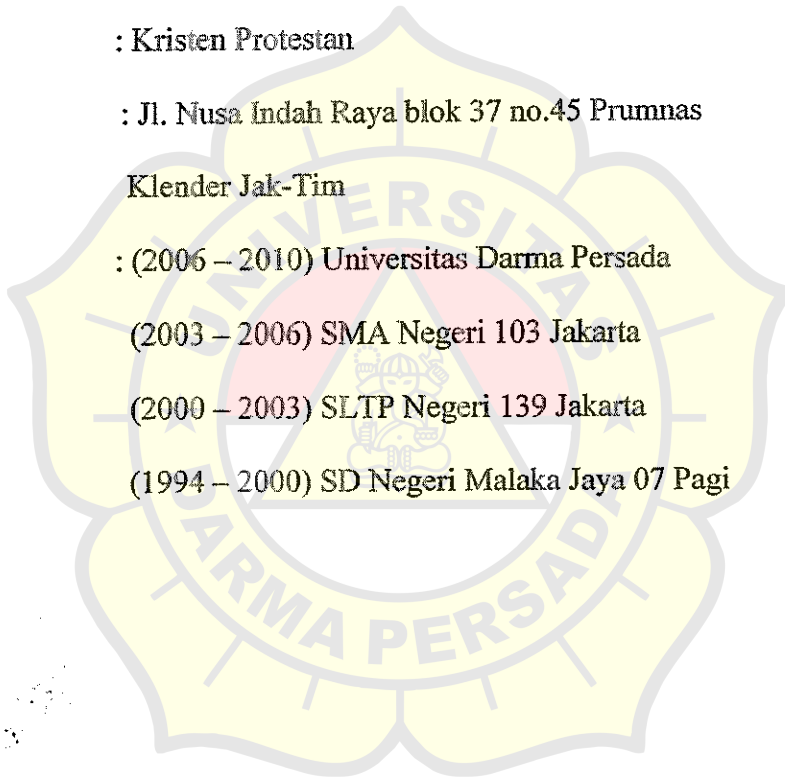 : Kristen Protestan
: Jl. Nusa Indah Raya blok 37 no.45 Prumnas
Klender Jak-Tim
: (2006 – 2010) Universitas Darma Persada
(2003 – 2006) SMA Negeri 103 Jakarta
(2000 – 2003) SLTP Negeri 139 Jakarta
(1994 – 2000) SD Negeri Malaka Jaya 07 Pagi
UNIVERSITAS
DARMA PERSADA